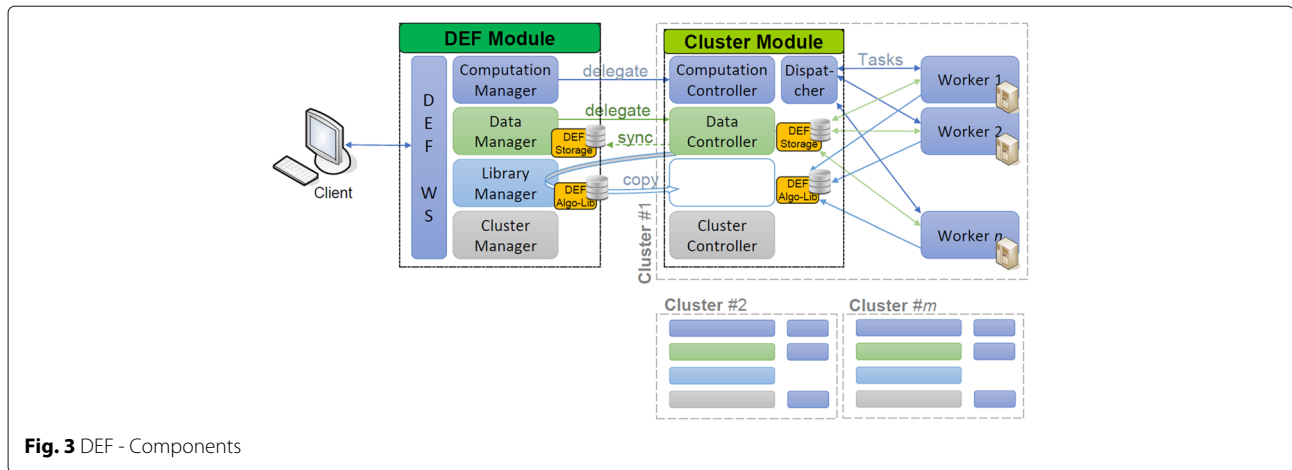 DEF Module
Cluster Module
D
E
F
W
S
Computation
Manager
delegate
Computation
Controller
Dispat-
cher
Tasks
Worker 1
Data
Manager
delegate
DEF
Storage
sync
Data
Controller
DEF
Storage
Worker 2
Client
Library
Manager
DEF
Algo-Lib
copy
DEF
Algo-Lib
Cluster #1
Cluster
Manager
Cluster
Controller
Worker n
Cluster #2
Cluster #m
Fig. 3 DEF - Components